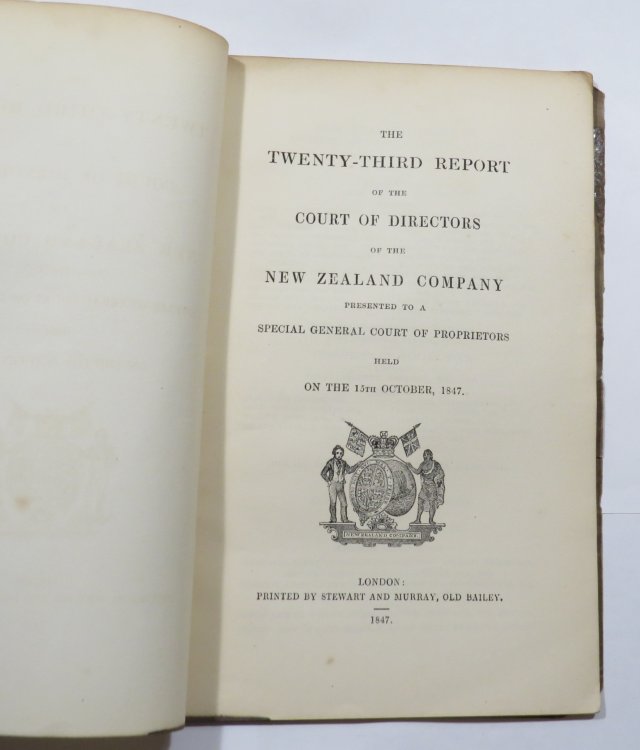 THE
TWENTY-THIRD REPORT
OF THE
COURT OF DIRECTORS
OF THE
NEW ZEALAND COMPANY
PRESENTED TO A
SPECIAL GENERAL COURT OF PROPRIETORS
HELD
ON THE 15TH OCTOBER, 1847.
NEW ZEALAND COMPANY.
LONDON:
PRINTED BY STEWART AND MURRAY, OLD BAILEY.
1847.